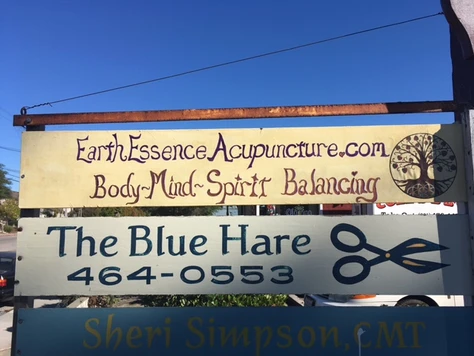 EarthEssenceAcupuncture.com
Body~Mind~Spirit Balancing
The Blue Hare
464-0553
Sheri Simpson, CMT